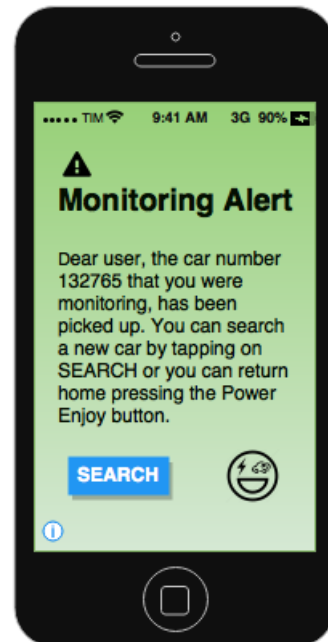 TIM 9:41 AM 3G 90%
Monitoring Alert
Dear user, the car number
132765 that you were
monitoring, has been
picked up. You can search
a new car by tapping on
SEARCH or you can return
home pressing the Power
Enjoy button.
SEARCH
i